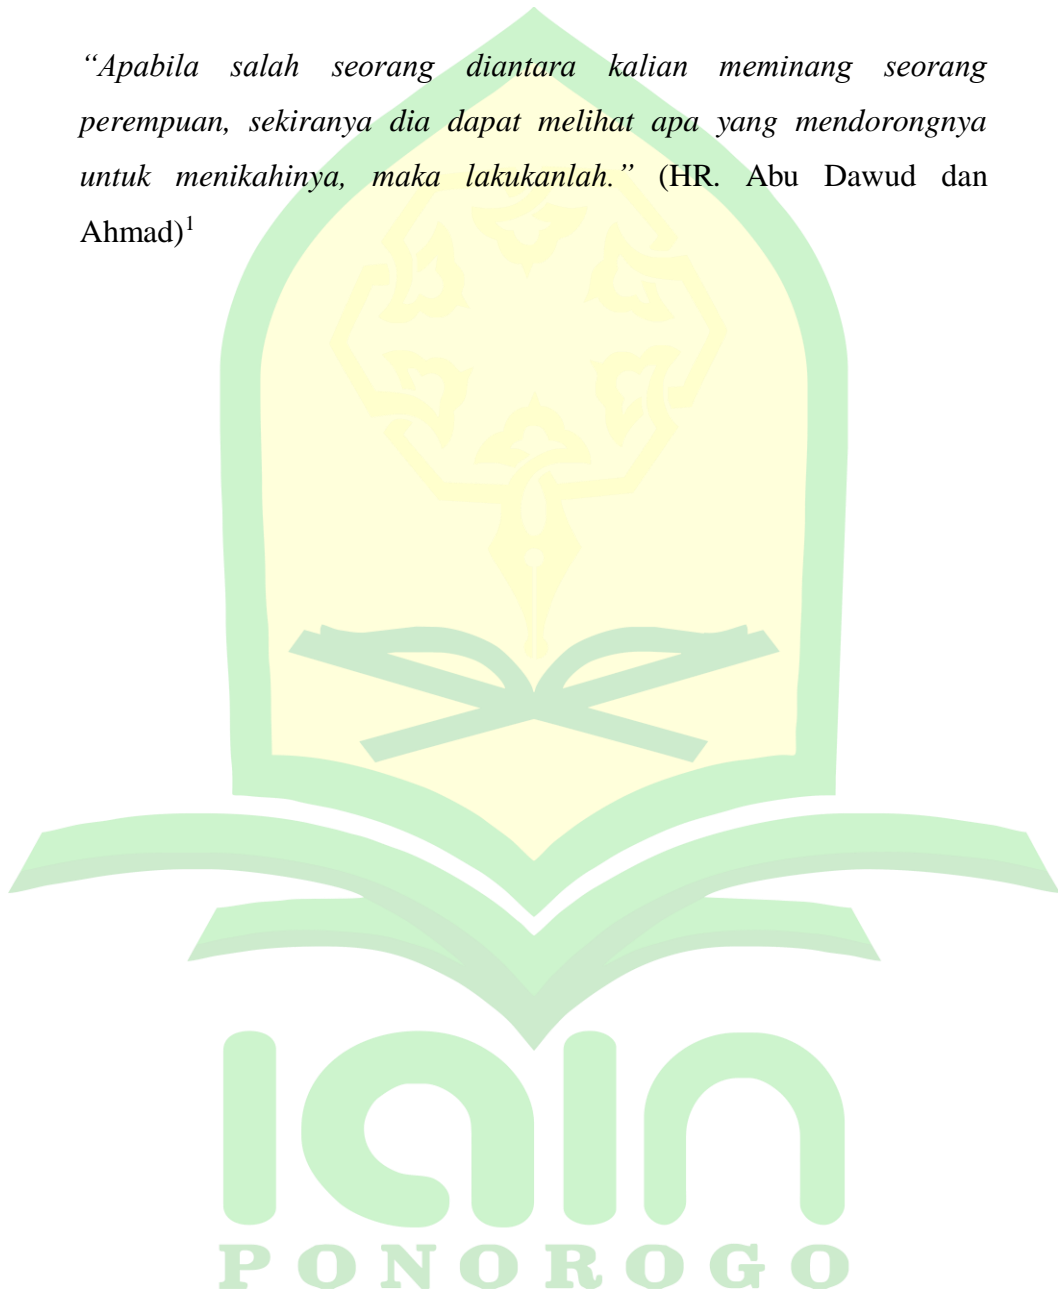 “Apabila salah seorang diantara kalian meminang seorang
perempuan, sekiranya dia dapat melihat apa yang mendorongnya
untuk menikahinya, maka lakukanlah.” (HR. Abu Dawud dan
Ahmad)¹
IAIN
PONOROGO